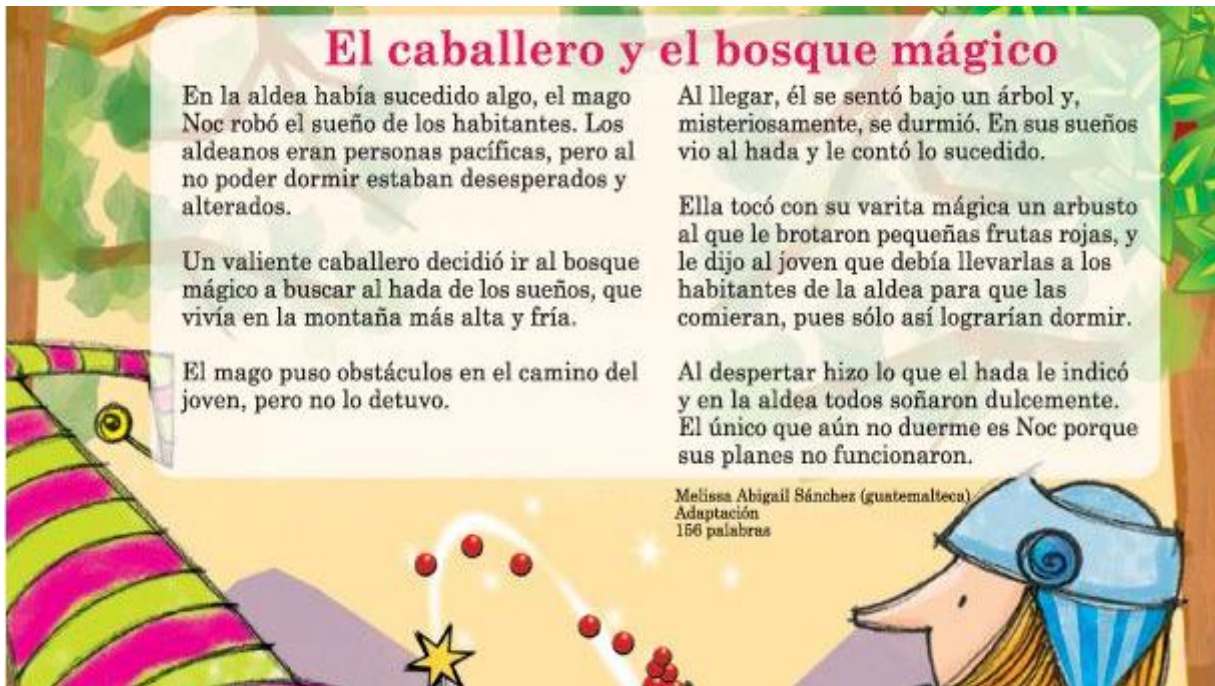 El caballero y el bosque mágico
En la aldea había sucedido algo, el mago
Noc robó el sueño de los habitantes. Los
aldeanos eran personas pacíficas, pero al
no poder dormir estaban desesperados y
alterados.
Un valiente caballero decidió ir al bosque
mágico a buscar al hada de los sueños, que
vivía en la montaña más alta y fría.
El mago puso obstáculos en el camino del
joven, pero no lo detuvo.
Al llegar, él se sentó bajo un árbol y,
misteriosamente, se durmió. En sus sueños
vio al hada y le contó lo sucedido.
Ella tocó con su varita mágica un arbusto
al que le brotaron pequeñas frutas rojas, y
le dijo al joven que debía llevarlas a los
habitantes de la aldea para que las
comieran, pues sólo así lograrían dormir.
Al despertar hizo lo que el hada le indicó
y en la aldea todos soñaron dulcemente.
El único que aún no duerme es Noc porque
sus planes no funcionaron.
Melissa Abigail Sánchez (guatemalteca)
Adaptación
156 palabras